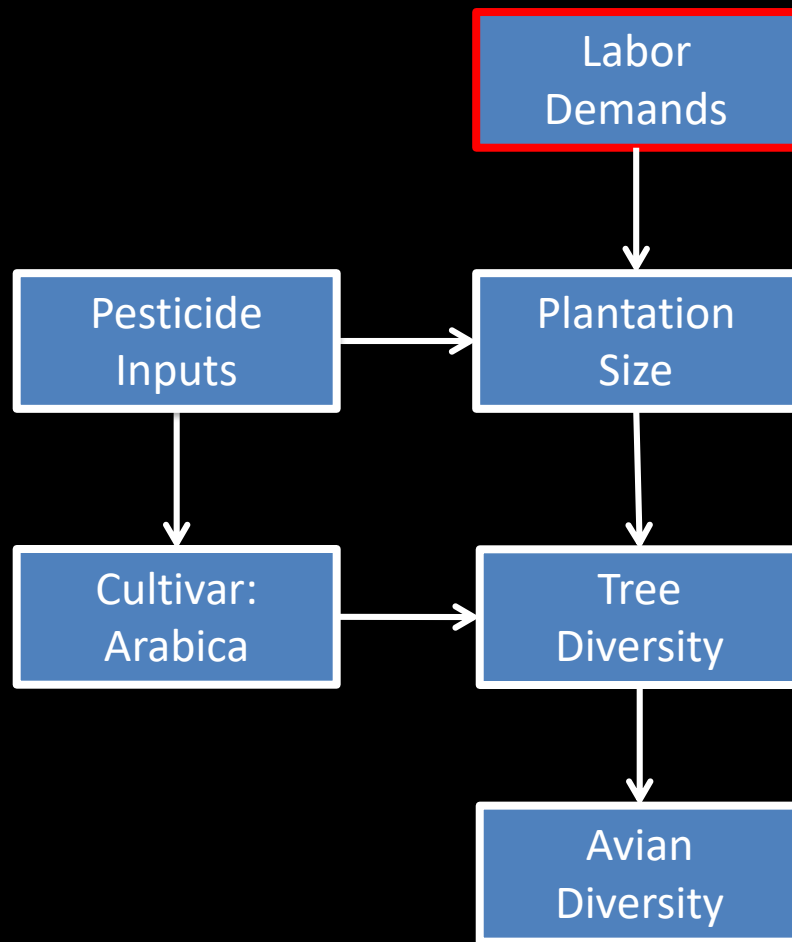 Labor
Demands
Pesticide
Inputs
Plantation
Size
Cultivar:
Arabica
Tree
Diversity
Avian
Diversity